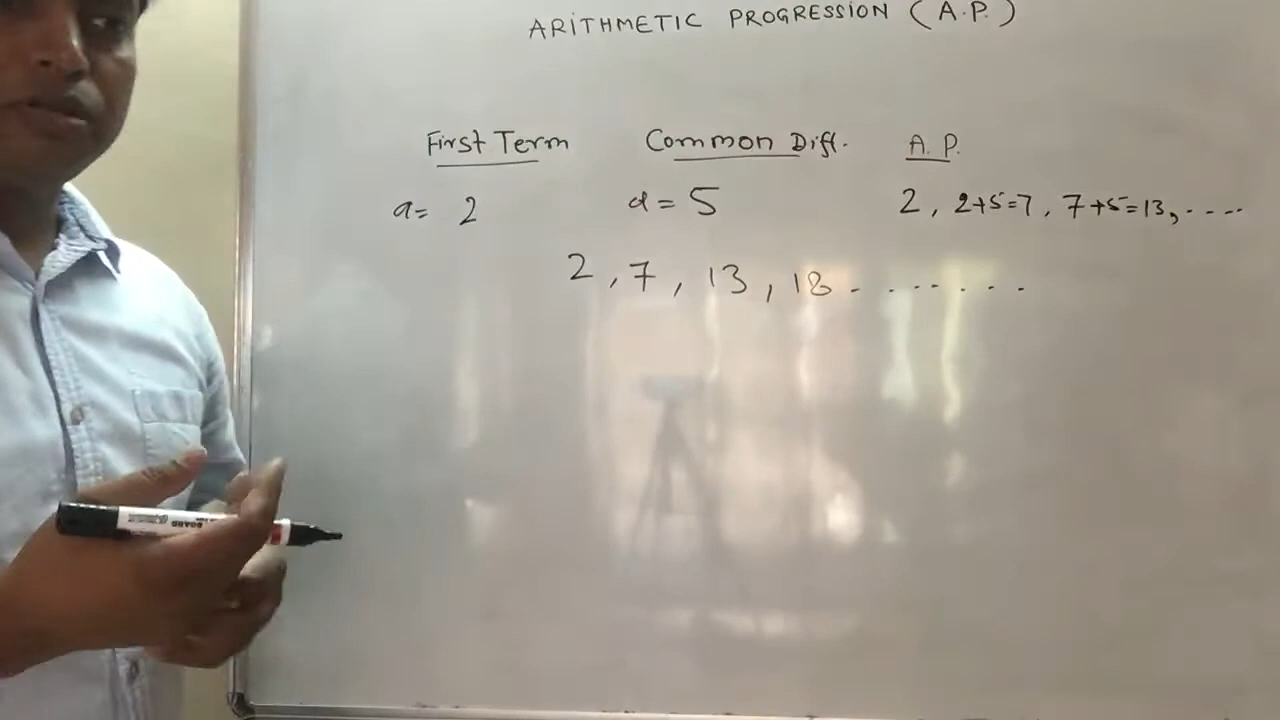 ARITHMETIC PROGRESSION (A.P.)
First Term Common Diff. A.P.
a= 2 d=5 2, 2+5=7, 7+5=13, ----
2, 7, 13, 18 - - - - - - -
BOARD